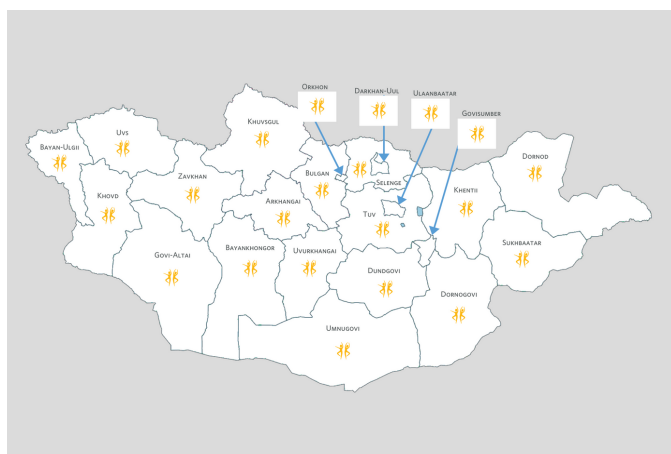 Orkhon
Darkhan-Uul
Ulaanbaatar
Govisumber
Khuvsgul
Uvs
Bayan-Ulgii
Dornod
Zavkhan
Bulgan
Selenge
Khentii
Khovd
Arkhangai
Tuv
Sukhbaatar
Govi-Altai
Bayankhongor
Uvurkhangai
Dundgovi
Dornogovi
Umnugovi